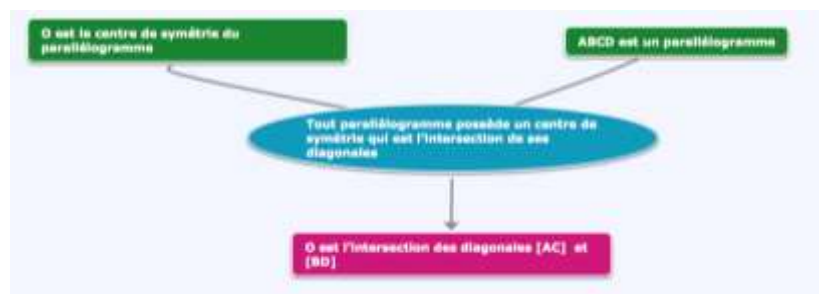 O est le centre de symétrie du
parallélogramme
ABCD est un parallélogramme
Tout parallélogramme possède un centre de
symétrie qui est l'intersection de ses
diagonales
O est l'intersection des diagonales [AC] et
[BD]